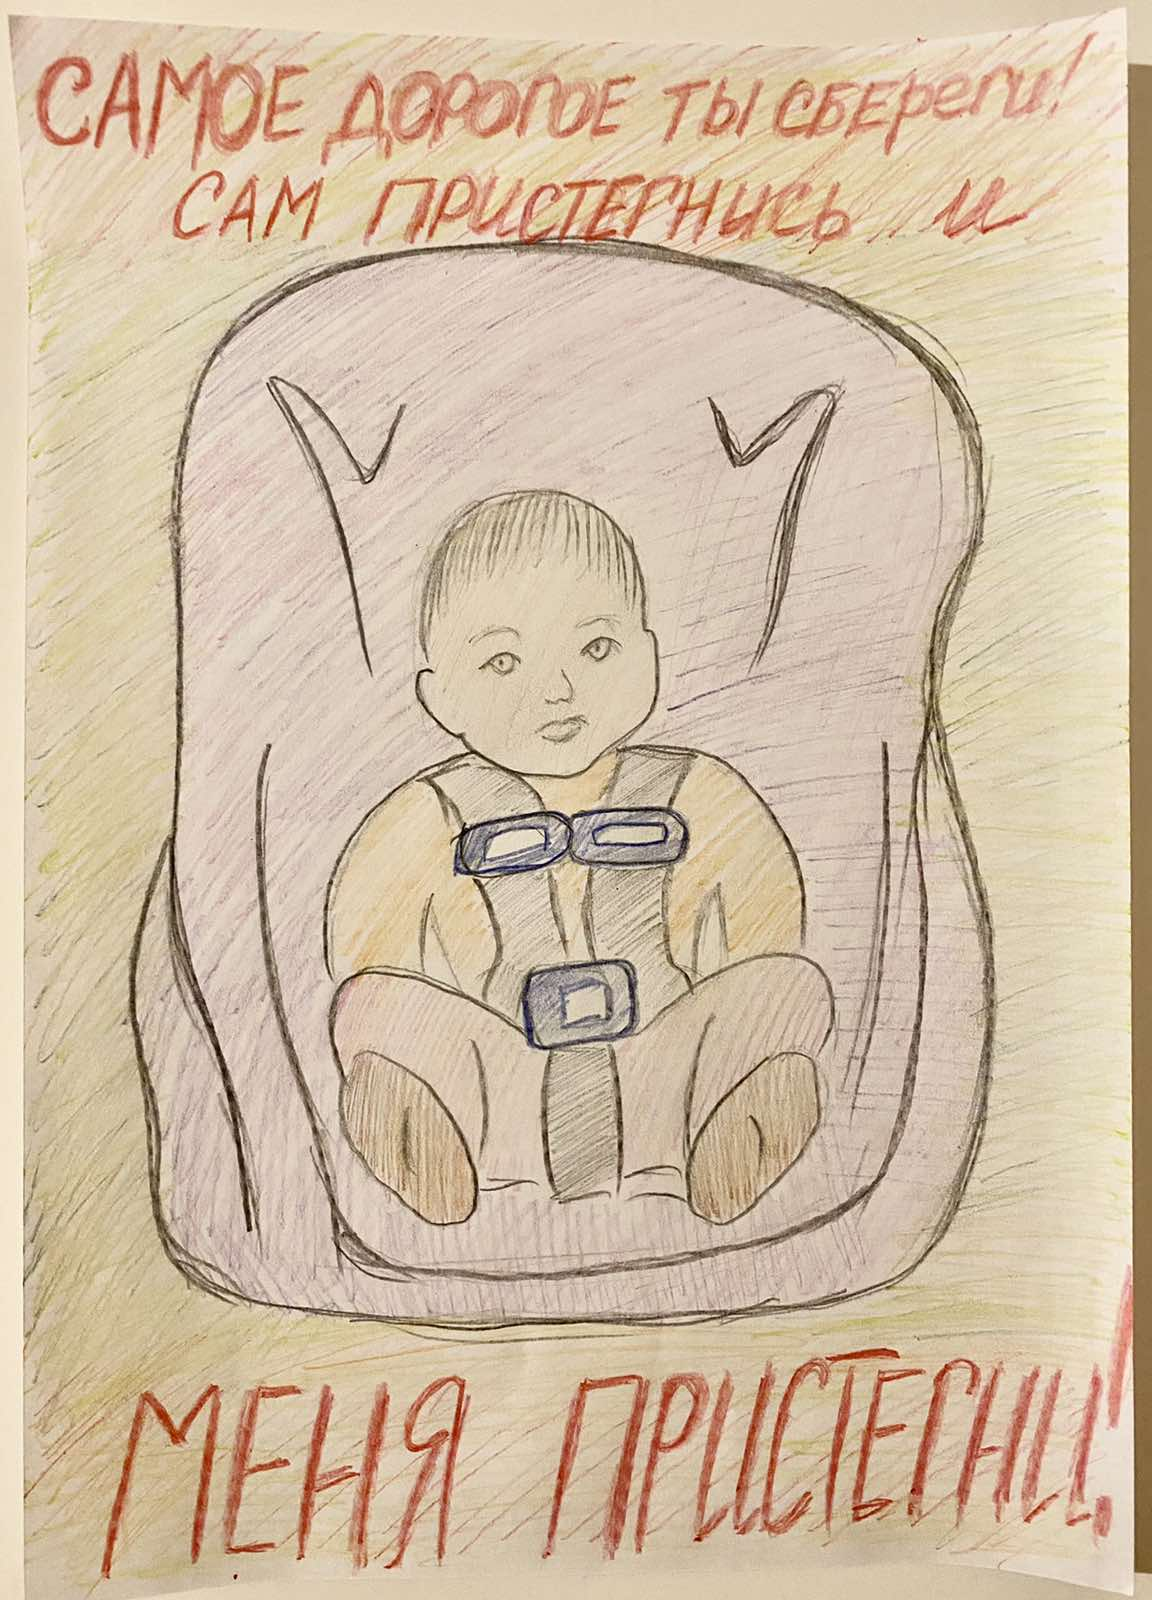 САМОЕ ДОРОГОЕ ТЫ СБЕРЕГИ!
САМ ПРИСТЕГНИСЬ И
МЕНЯ ПРИСТЕГНИ!